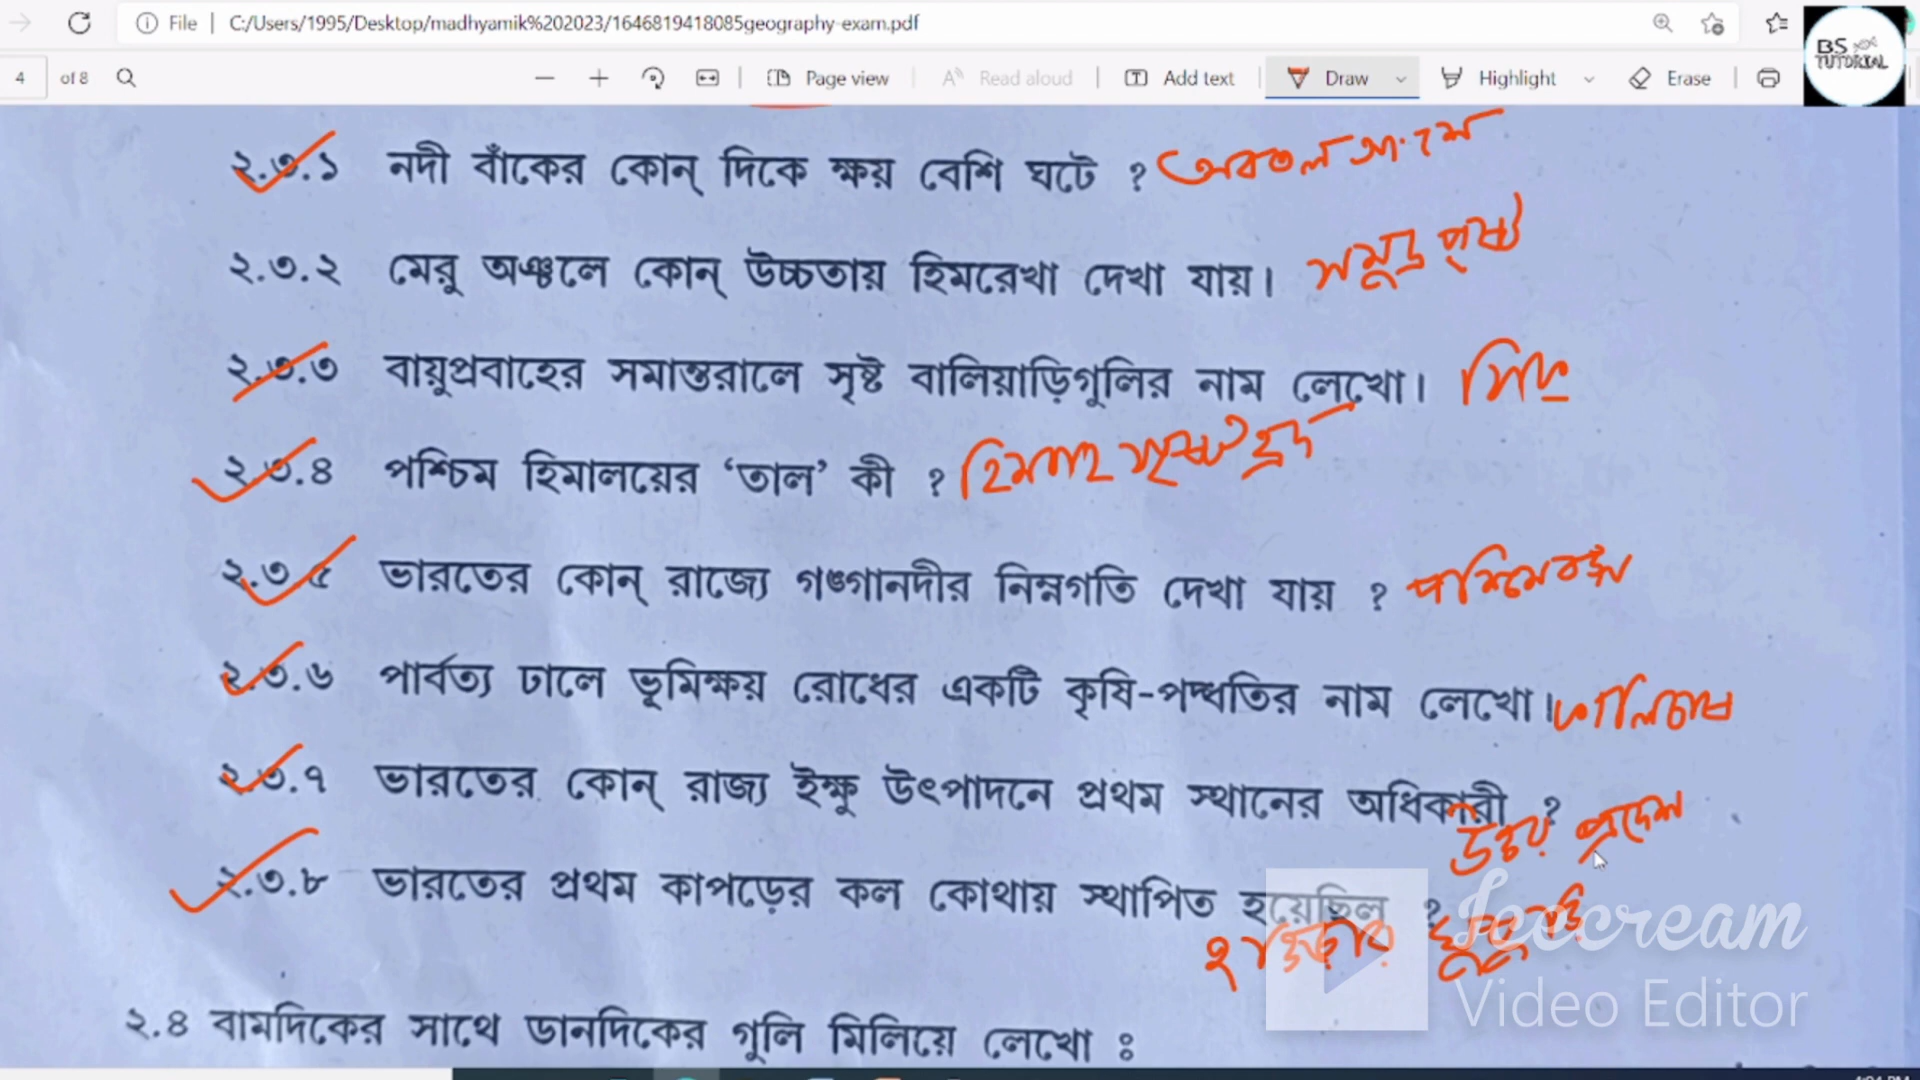 File | C:/Users/1995/Desktop/madhyamik%202023/1646819418085geography-exam.pdf
BS TUTORIAL
4 of 8 Page view Read aloud Add text Draw Highlight Erase
২.৩.১ নদী বাঁকের কোন্ দিকে ক্ষয় বেশি ঘটে ? অবতল অংশে
২.৩.২ মেরু অঞ্চলে কোন্ উচ্চতায় হিমরেখা দেখা যায়। সমুদ্র পৃষ্ঠ
২.৩.৩ বায়ুপ্রবাহের সমান্তরালে সৃষ্ট বালিয়াড়িগুলির নাম লেখো। সিফ
২.৩.৪ পশ্চিম হিমালয়ের ‘তাল’ কী ? হিমবাহ সৃষ্ট হ্রদ
২.৩.৫ ভারতের কোন্ রাজ্যে গঙ্গানদীর নিম্নগতি দেখা যায় ? পশ্চিমবঙ্গ
২.৩.৬ পার্বত্য ঢালে ভূমিক্ষয় রোধের একটি কৃষি-পদ্ধতির নাম লেখো। ফালিচাষ
২.৩.৭ ভারতের কোন্ রাজ্য ইক্ষু উৎপাদনে প্রথম স্থানের অধিকারী ?
উত্তর প্রদেশ
২.৩.৮ ভারতের প্রথম কাপড়ের কল কোথায় স্থাপিত হয়েছিল ?
হাওড়ার ঘুসুড়ি
Icecream
Video Editor
২.৪ বামদিকের সাথে ডানদিকের গুলি মিলিয়ে লেখো ঃ